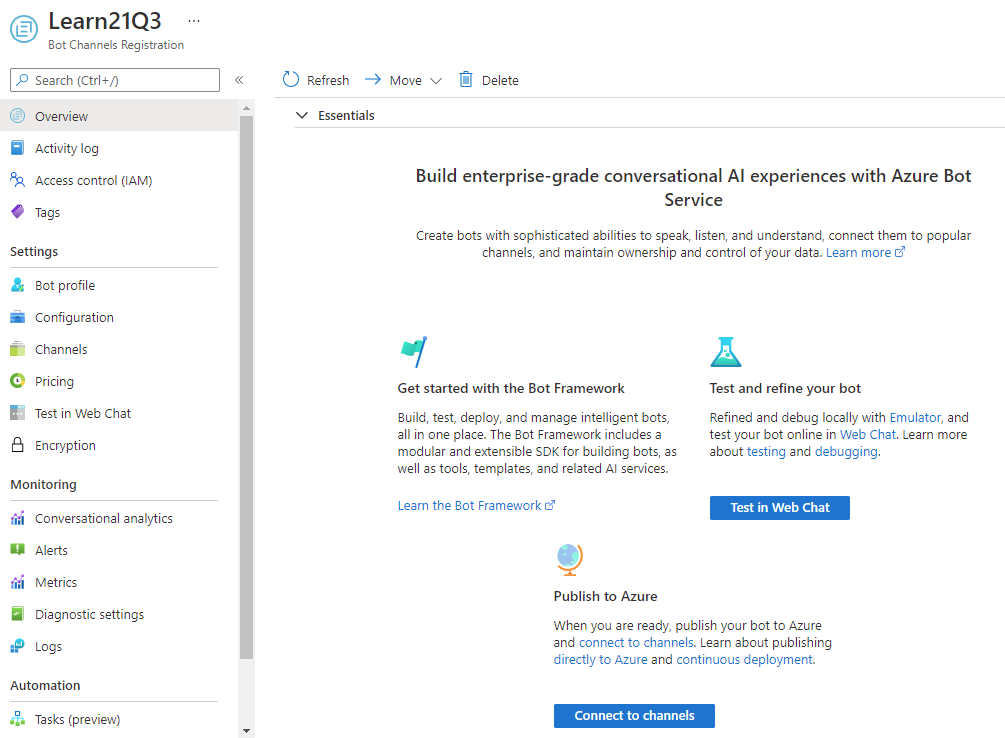 Learn21Q3 ...
Bot Channels Registration
Search (Ctrl+/)
«
Overview
Activity log
Access control (IAM)
Tags
Settings
Bot profile
Configuration
Channels
Pricing
Test in Web Chat
Encryption
Monitoring
Conversational analytics
Alerts
Metrics
Diagnostic settings
Logs
Automation
Tasks (preview)
Refresh Move Delete
Essentials
Build enterprise-grade conversational AI experiences with Azure Bot
Service
Create bots with sophisticated abilities to speak, listen, and understand, connect them to popular
channels, and maintain ownership and control of your data. Learn more
Get started with the Bot Framework
Build, test, deploy, and manage intelligent bots,
all in one place. The Bot Framework includes a
modular and extensible SDK for building bots, as
well as tools, templates, and related AI services.
Learn the Bot Framework
Test and refine your bot
Refined and debug locally with Emulator, and
test your bot online in Web Chat. Learn more
about testing and debugging.
Test in Web Chat
Publish to Azure
When you are ready, publish your bot to Azure
and connect to channels. Learn about publishing
directly to Azure and continuous deployment.
Connect to channels